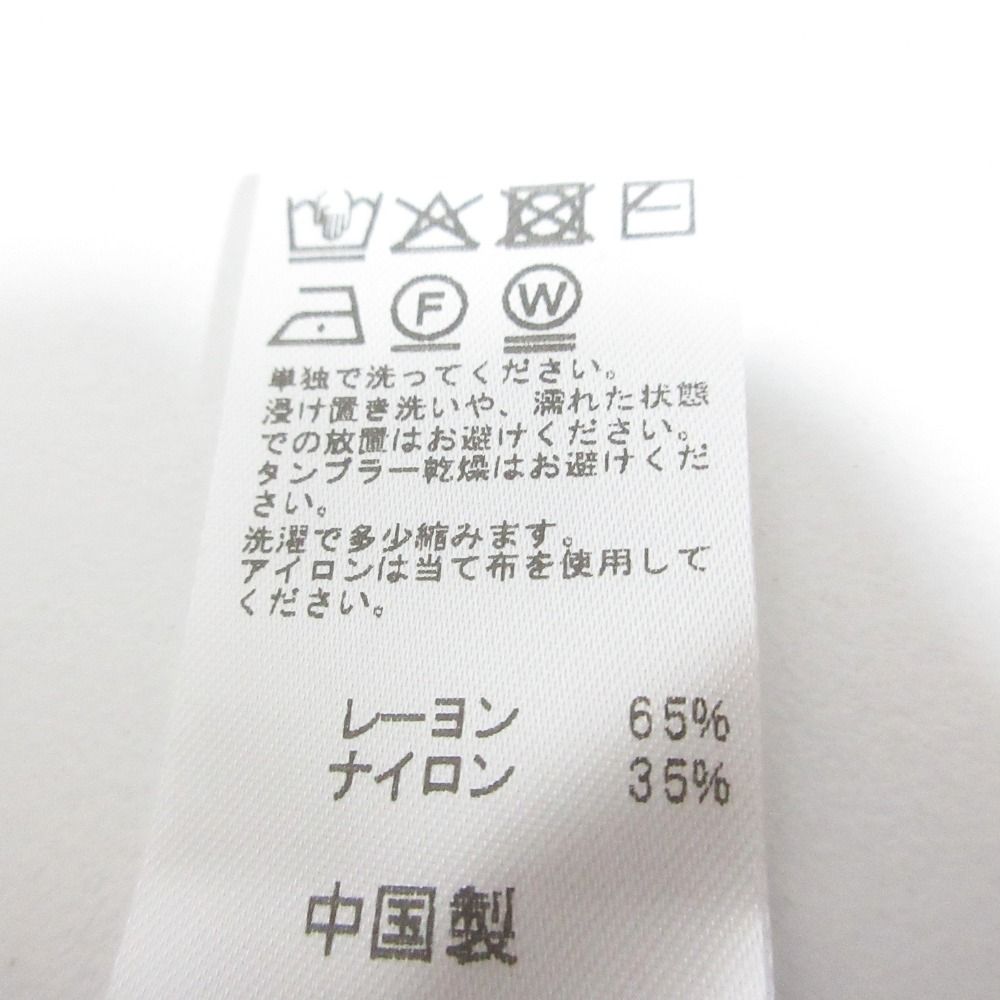 F W
単独で洗ってください。
浸け置き洗いや、濡れた状態
での放置はお避けください。
タンブラー乾燥はお避けくだ
さい。
洗濯で多少縮みます。
アイロンは当て布を使用して
ください。
レーヨン 65%
ナイロン 35%
中国製